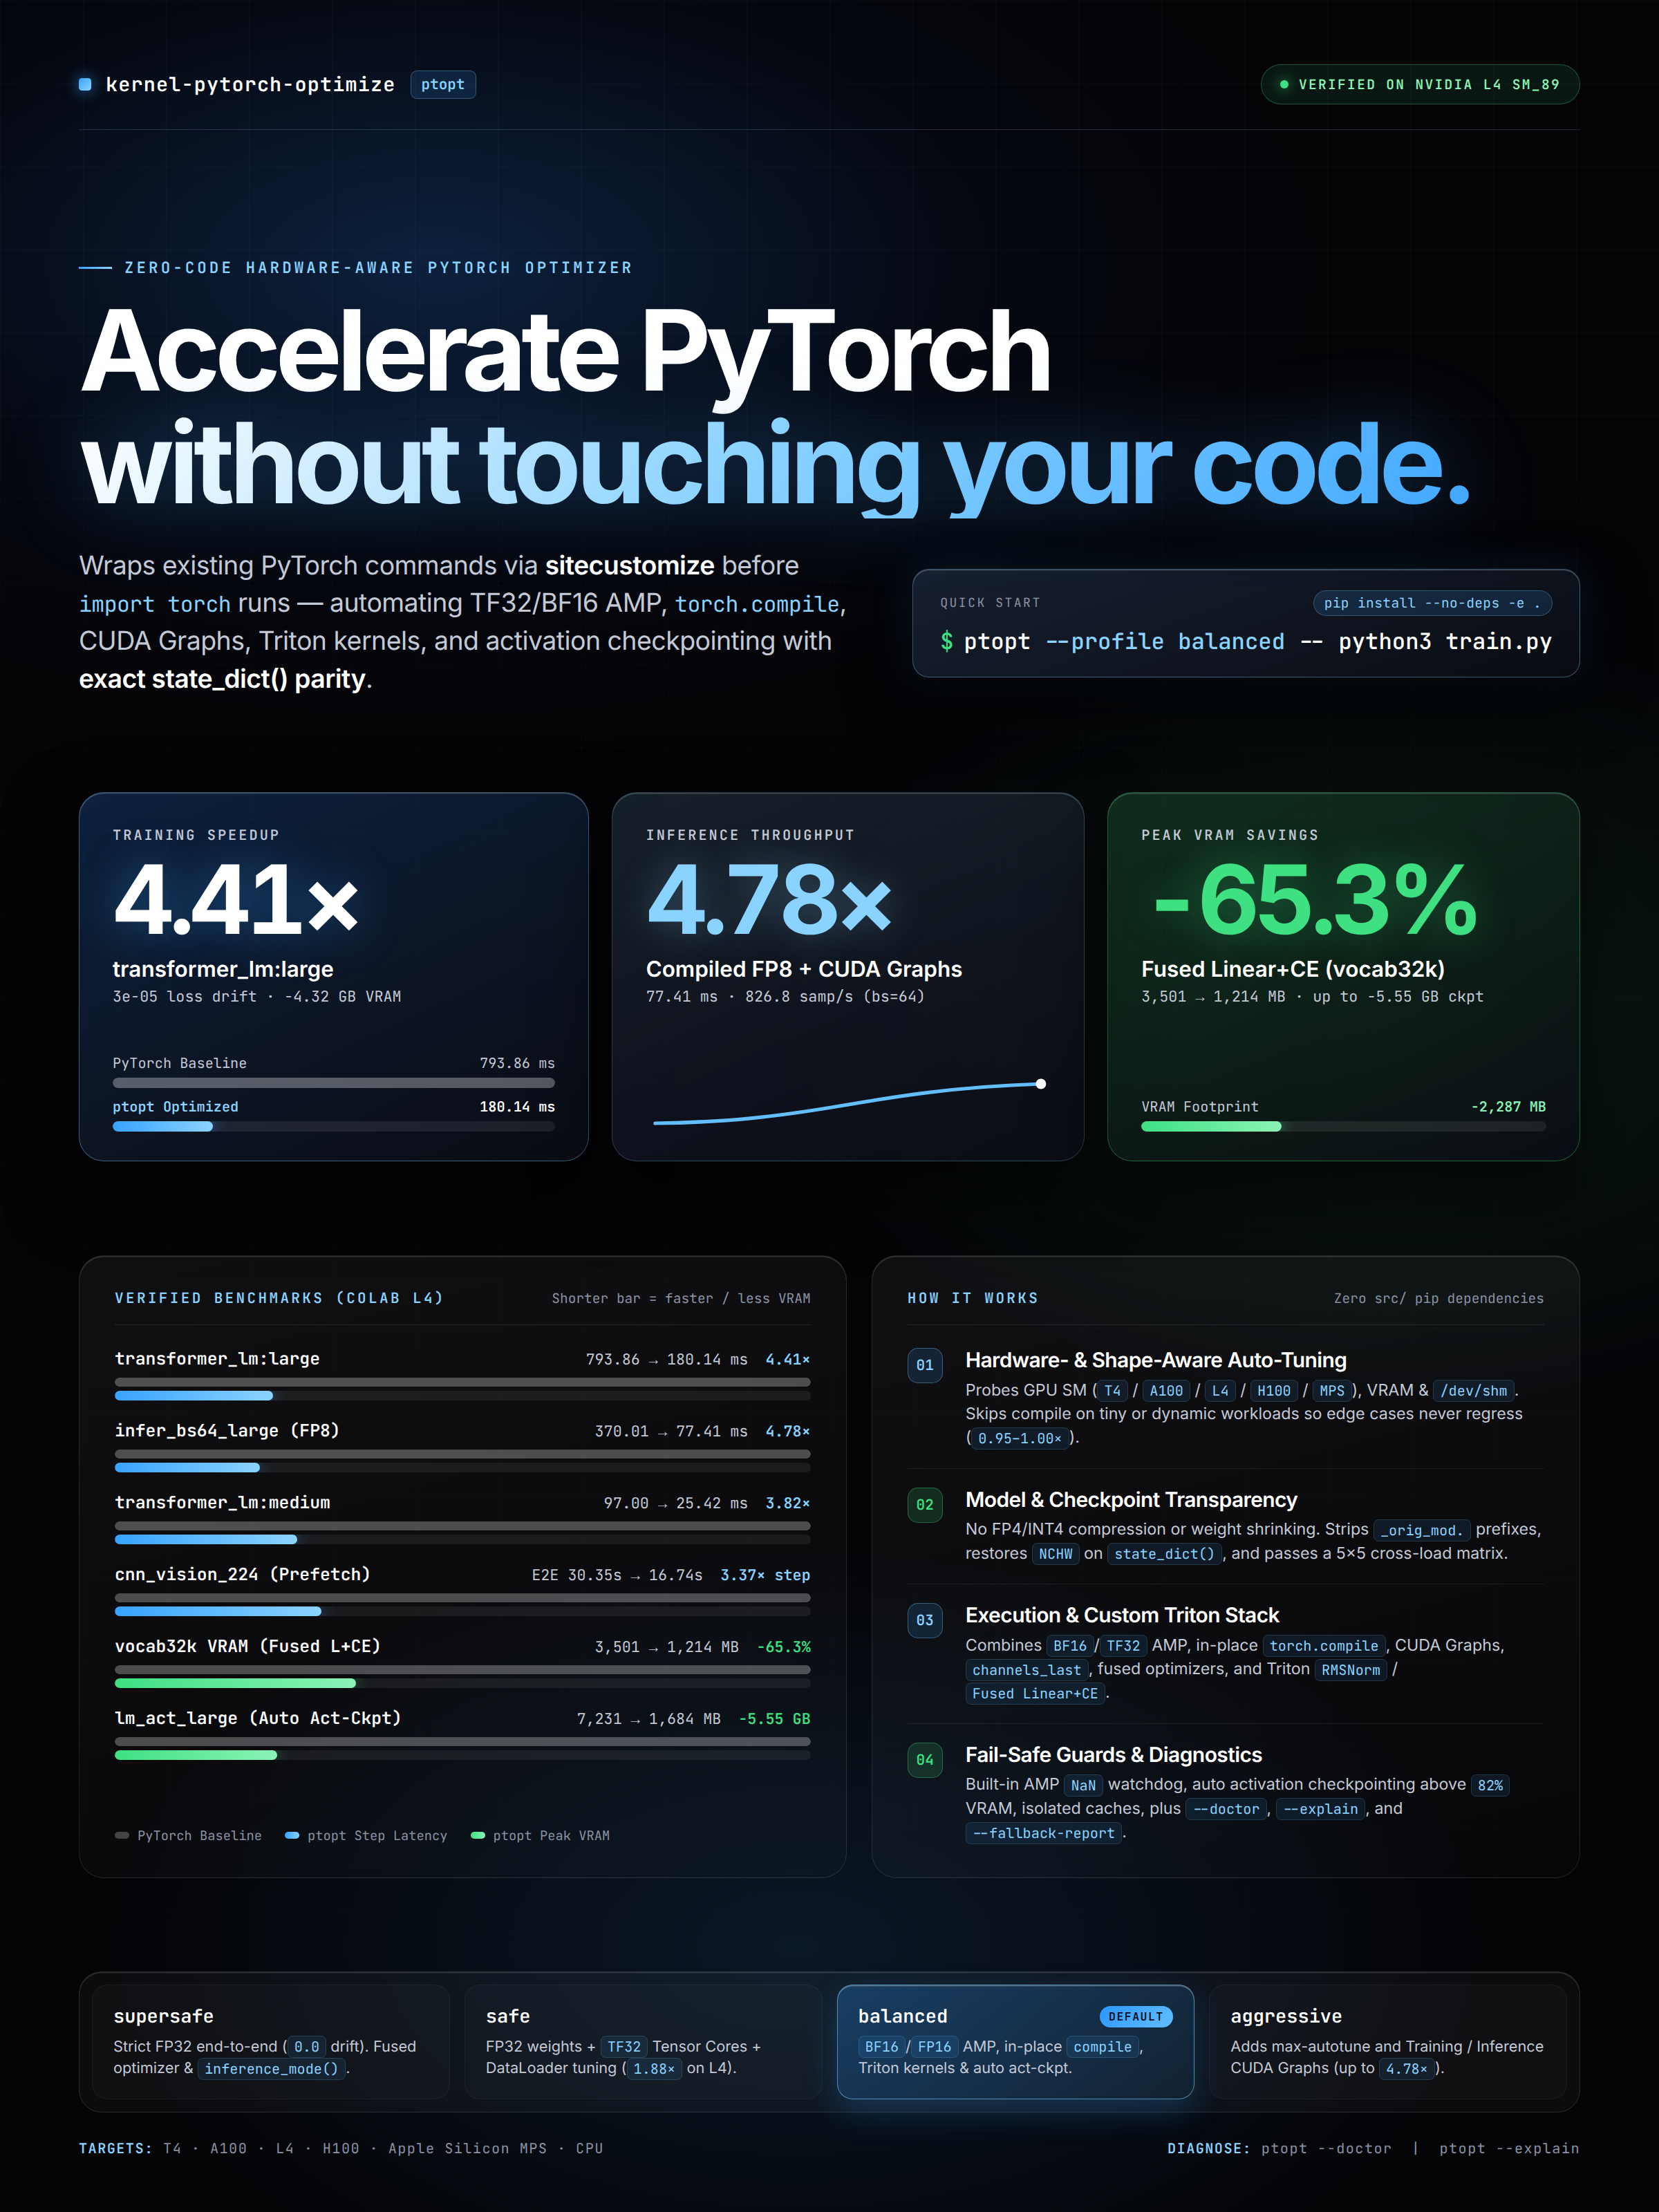 kernel-pytorch-optimize ptopt
VERIFIED ON NVIDIA L4 SM_89
ZERO-CODE HARDWARE-AWARE PYTORCH OPTIMIZER
Accelerate PyTorch
without touching your code.
Wraps existing PyTorch commands via sitecustomize before
import torch runs — automating TF32/BF16 AMP, torch.compile,
CUDA Graphs, Triton kernels, and activation checkpointing with
exact state_dict() parity.
QUICK START
pip install --no-deps -e .
$ ptopt --profile balanced -- python3 train.py
TRAINING SPEEDUP
4.41×
transformer_lm:large
3e-05 loss drift · -4.32 GB VRAM
PyTorch Baseline 793.86 ms
ptopt Optimized 180.14 ms
INFERENCE THROUGHPUT
4.78×
Compiled FP8 + CUDA Graphs
77.41 ms · 826.8 samp/s (bs=64)
PEAK VRAM SAVINGS
-65.3%
Fused Linear+CE (vocab32k)
3,501 → 1,214 MB · up to -5.55 GB ckpt
VRAM Footprint -2,287 MB
VERIFIED BENCHMARKS (COLAB L4) Shorter bar = faster / less VRAM
transformer_lm:large 793.86 → 180.14 ms 4.41×
infer_bs64_large (FP8) 370.01 → 77.41 ms 4.78×
transformer_lm:medium 97.00 → 25.42 ms 3.82×
cnn_vision_224 (Prefetch) E2E 30.35s → 16.74s 3.37× step
vocab32k VRAM (Fused L+CE) 3,501 → 1,214 MB -65.3%
lm_act_large (Auto Act-Ckpt) 7,231 → 1,684 MB -5.55 GB
PyTorch Baseline ptopt Step Latency ptopt Peak VRAM
HOW IT WORKS Zero src/ pip dependencies
01 Hardware- & Shape-Aware Auto-Tuning
Probes GPU SM (T4 / A100 / L4 / H100 / MPS), VRAM & /dev/shm.
Skips compile on tiny or dynamic workloads so edge cases never regress
(0.95–1.00×).
02 Model & Checkpoint Transparency
No FP4/INT4 compression or weight shrinking. Strips _orig_mod. prefixes,
restores NCHW on state_dict(), and passes a 5×5 cross-load matrix.
03 Execution & Custom Triton Stack
Combines BF16/TF32 AMP, in-place torch.compile, CUDA Graphs,
channels_last, fused optimizers, and Triton RMSNorm /
Fused Linear+CE.
04 Fail-Safe Guards & Diagnostics
Built-in AMP NaN watchdog, auto activation checkpointing above 82%
VRAM, isolated caches, plus --doctor, --explain, and
--fallback-report.
supersafe
Strict FP32 end-to-end (0.0 drift). Fused
optimizer & inference_mode().
safe
FP32 weights + TF32 Tensor Cores +
DataLoader tuning (1.88× on L4).
balanced DEFAULT
BF16/FP16 AMP, in-place compile,
Triton kernels & auto act-ckpt.
aggressive
Adds max-autotune and Training / Inference
CUDA Graphs (up to 4.78×).
TARGETS: T4 · A100 · L4 · H100 · Apple Silicon MPS · CPU
DIAGNOSE: ptopt --doctor | ptopt --explain